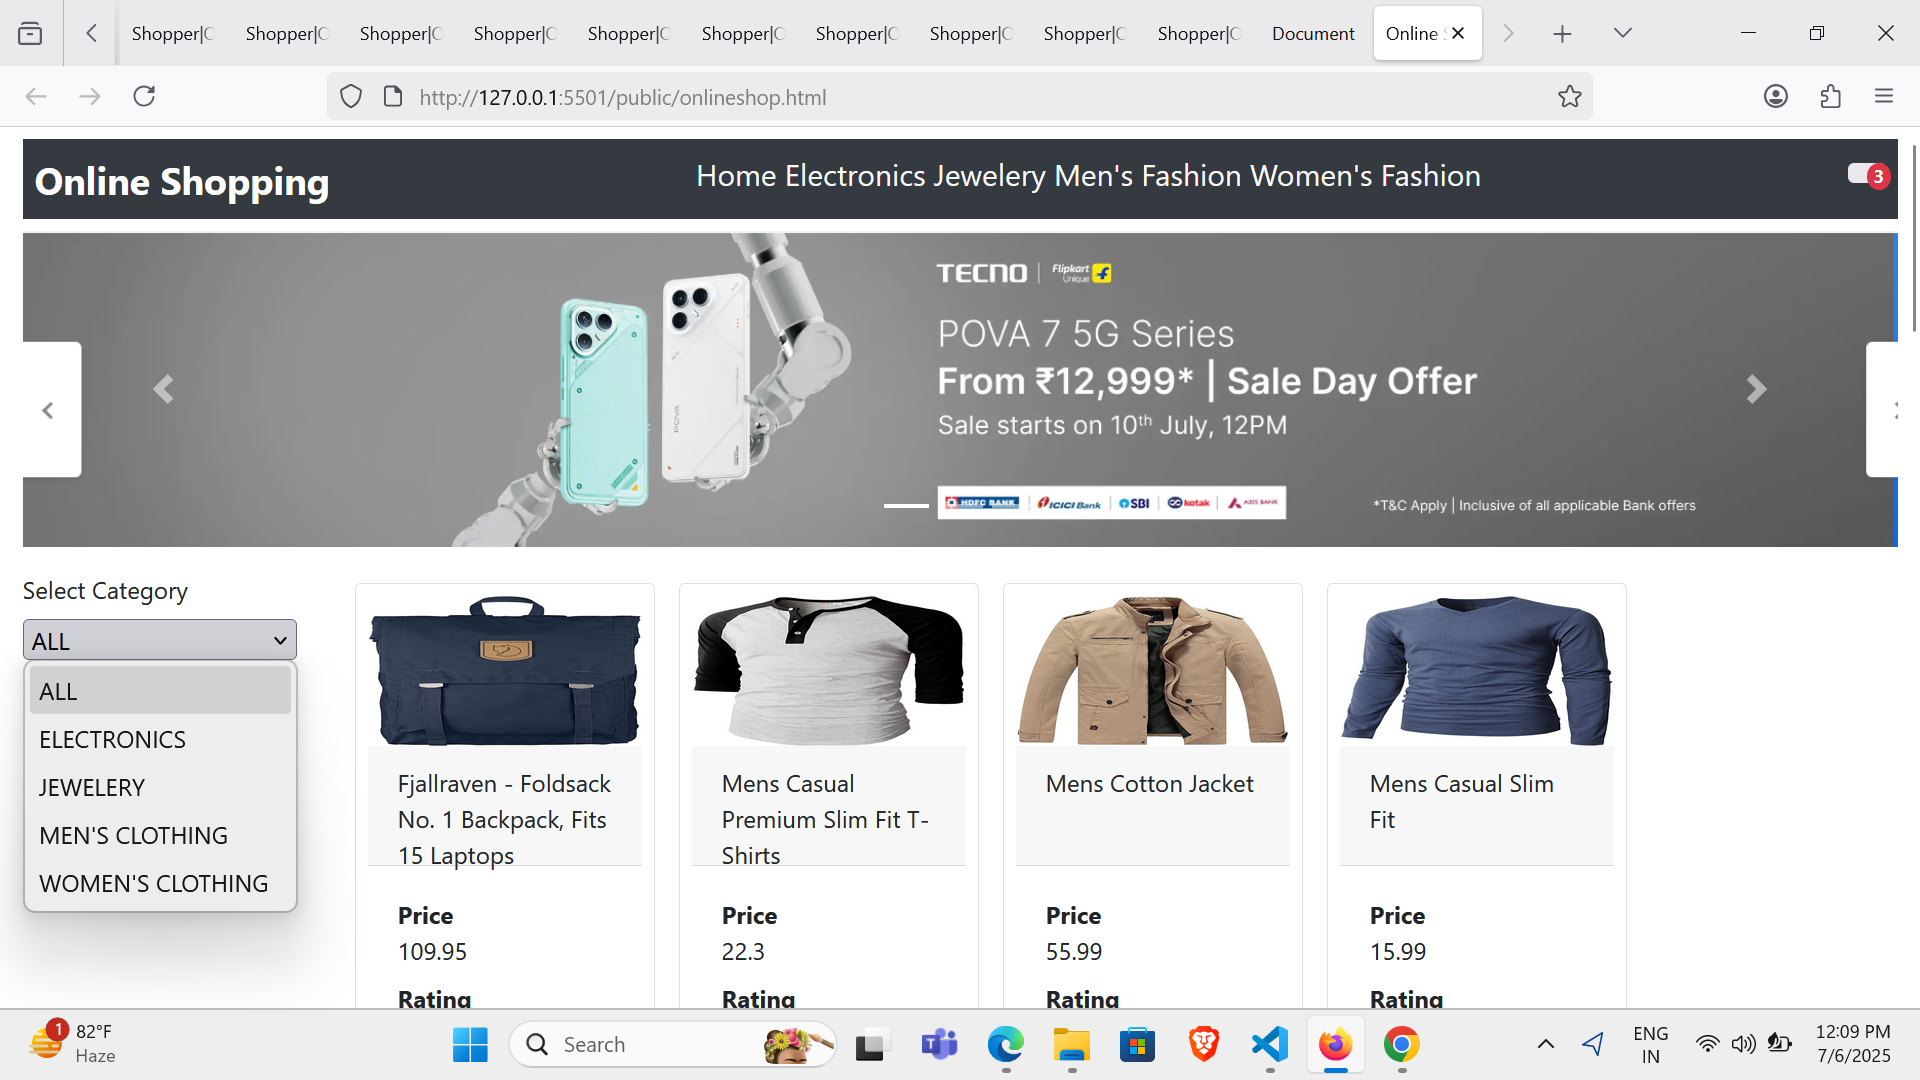 Shopper|O Shopper|O Shopper|O Shopper|O Shopper|O Shopper|O Shopper|O Shopper|O Shopper|O Shopper|O Document Online
http://127.0.0.1:5501/public/onlineshop.html
Online Shopping
Home Electronics Jewelery Men's Fashion Women's Fashion
3
TECNO | Flipkart Unique
POVA 7 5G Series
From ₹12,999* | Sale Day Offer
Sale starts on 10th July, 12PM
POVA
HDFC BANK | ICICI Bank | SBI | kotak | AXIS BANK
*T&C Apply | Inclusive of all applicable Bank offers
Select Category
ALL
ALL
ELECTRONICS
JEWELERY
MEN'S CLOTHING
WOMEN'S CLOTHING
Fjallraven - Foldsack
No. 1 Backpack, Fits
15 Laptops
Price
109.95
Rating
Mens Casual
Premium Slim Fit T-
Shirts
Price
22.3
Rating
Mens Cotton Jacket
Price
55.99
Rating
Mens Casual Slim
Fit
Price
15.99
Rating
1
82°F
Haze
Search
ENG
IN
12:09 PM
7/6/2025